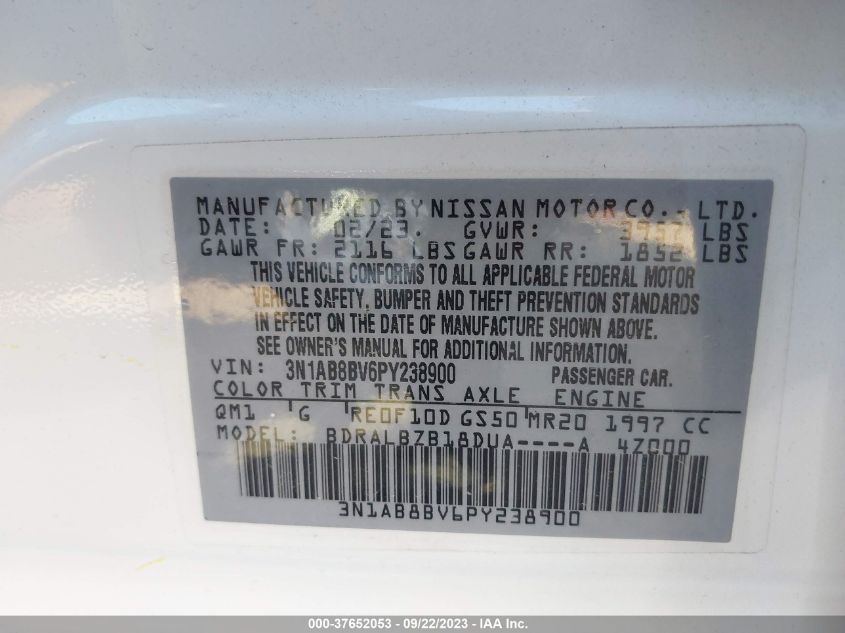 MANUFACTURED BY NISSAN MOTOR CO., LTD.
DATE: 02/23. GVWR: LBS
GAWR FR: 2116 LBS GAWR RR: 1852 LBS
THIS VEHICLE CONFORMS TO ALL APPLICABLE FEDERAL MOTOR
VEHICLE SAFETY, BUMPER AND THEFT PREVENTION STANDARDS
IN EFFECT ON THE DATE OF MANUFACTURE SHOWN ABOVE.
SEE OWNER'S MANUAL FOR ADDITIONAL INFORMATION.
VIN: 3N1AB8BV6PY238900 PASSENGER CAR.
COLOR TRIM TRANS AXLE ENGINE
QM1 G RE0F10D GS50 MR20 1997 CC
MODEL: BDRALBZB18DUA----A 4Z000
3N1AB8BV6PY238900
000-37652053 - 09/22/2023 - IAA Inc.